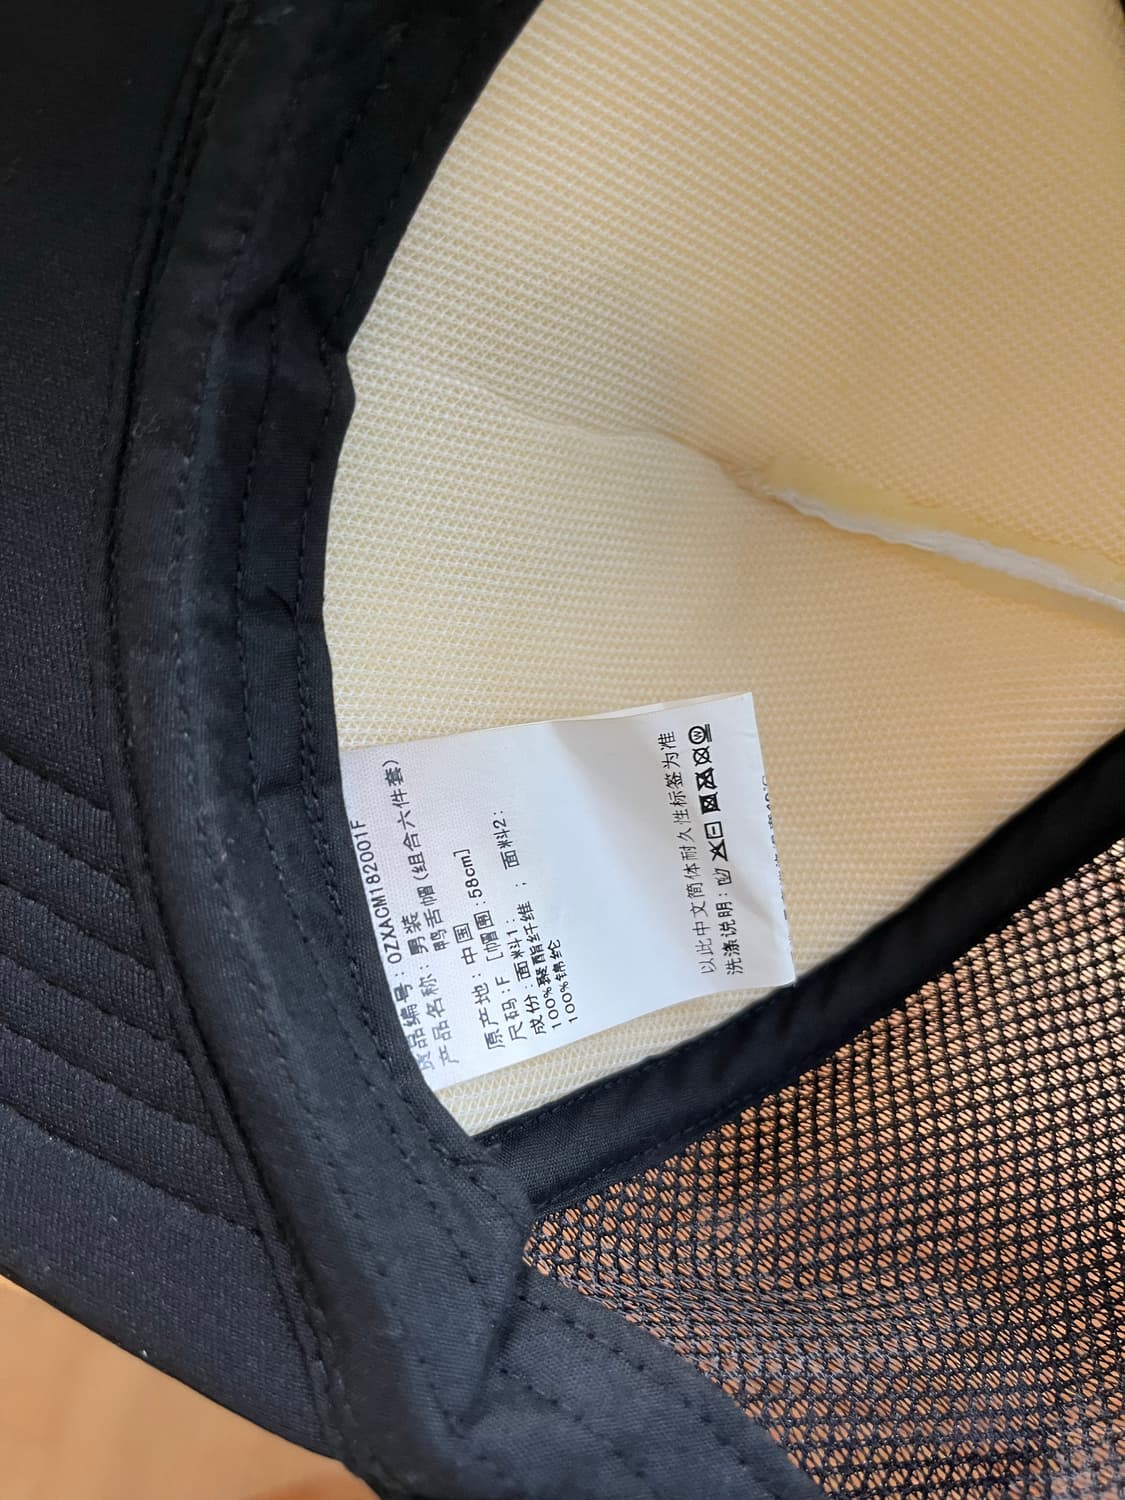 货品编号:0ZXACM182001F
产品名称:男装
鸭舌帽(组合六件套)
原产地:中国
尺码:F [帽围:58cm]
成份:面料1: 面料2:
100%聚酯纤维;
100%锦纶
以此中文简体耐久性标签为准
洗涤说明: